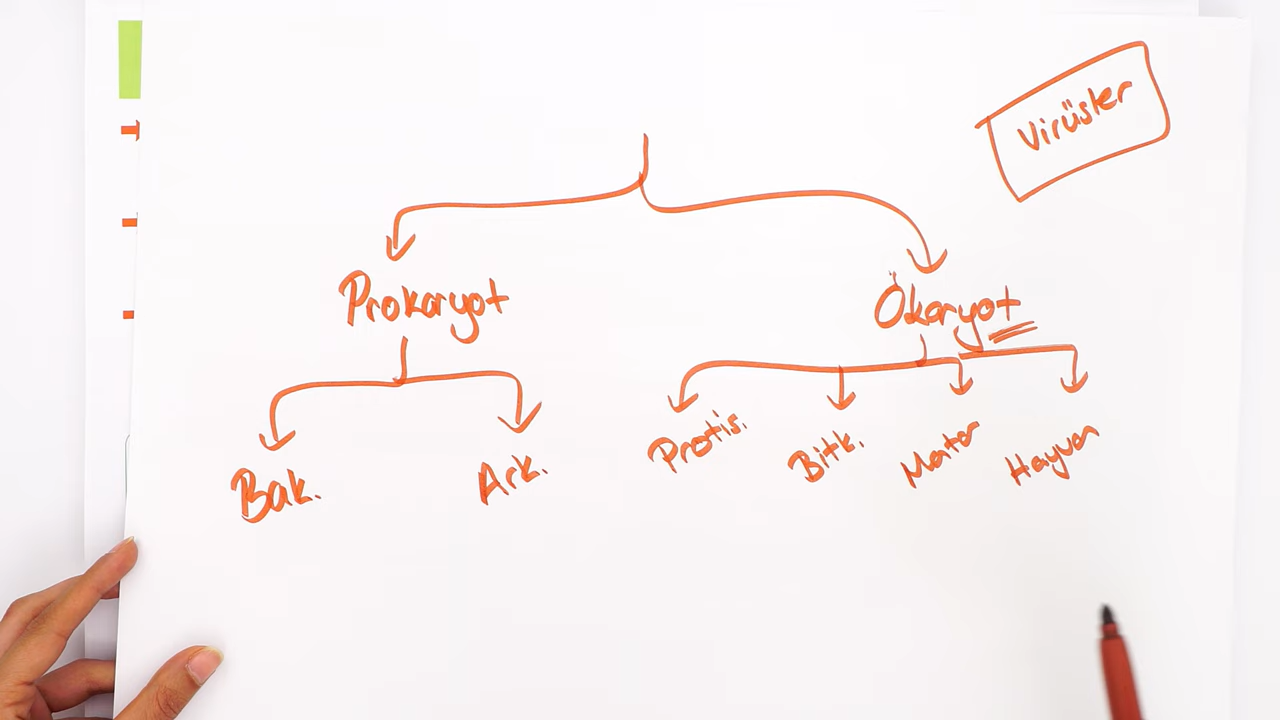 Virüsler
Prokaryot
Ökaryot
Bak.
Ark.
Protis.
Bitk.
Mantar
Hayvan